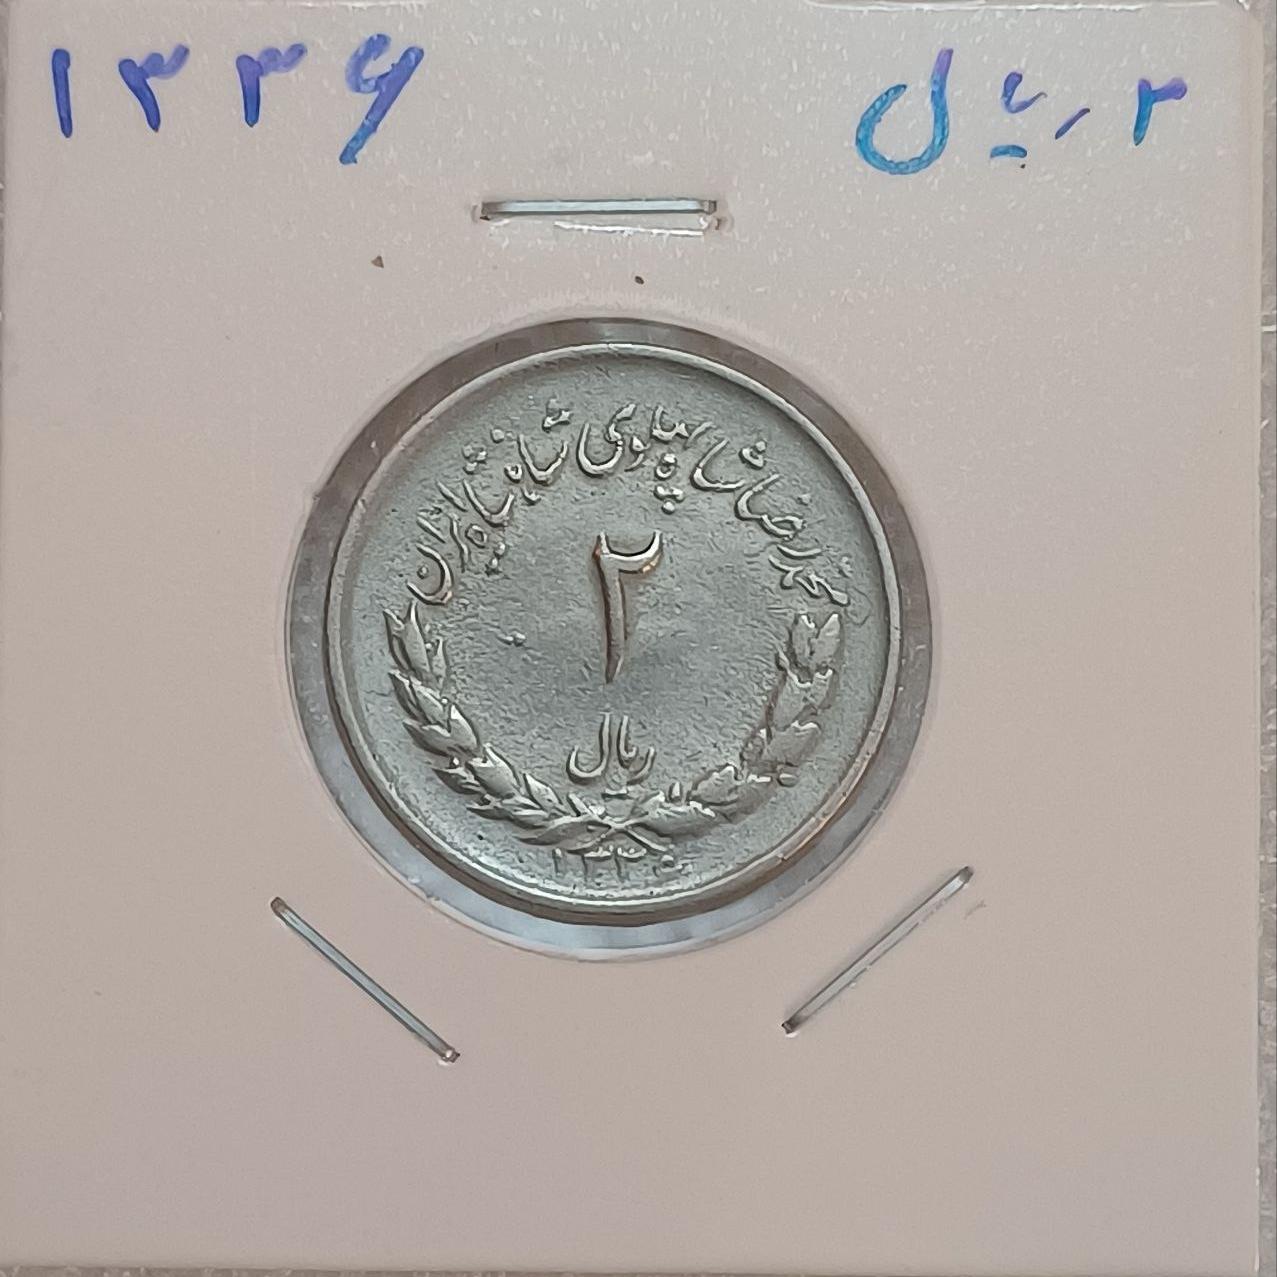 ۱۳۳۶
۲ ریال
محمدرضا شاه پهلوی شاهنشاه ایران
۲
ریال
۱۳۳۶